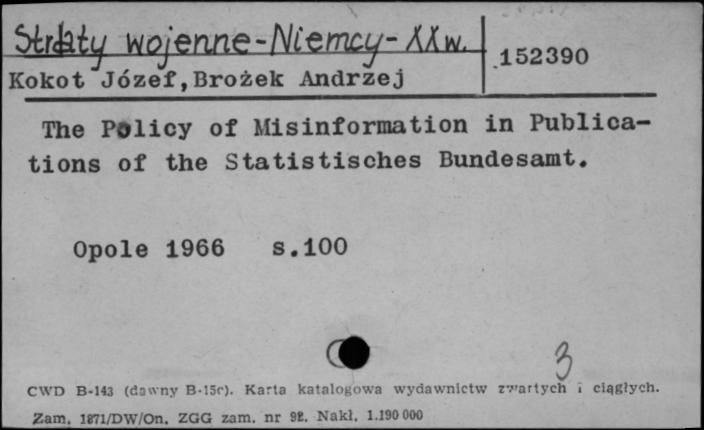 Straty wojenne-Niemcy-XXw.
152390
Kokot Józef,Brożek Andrzej
The Policy of Misinformation in Publica-
tions of the Statistisches Bundesamt.
Opole 1966 s.100
3
CWD B-143 (dawny B-15c). Karta katalogowa wydawnictw zwartych i ciągłych.
Zam. 1871/DW/On. ZGG zam. nr 92. Nakł. 1.190 000